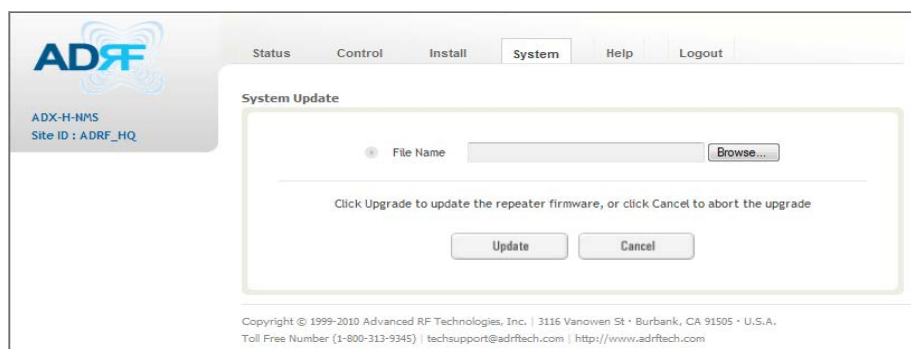 ADRF
Status Control Install System Help Logout
ADX-H-NMS
Site ID : ADRF_HQ
System Update
File Name Browse...
Click Upgrade to update the repeater firmware, or click Cancel to abort the upgrade
Update Cancel
Copyright © 1999-2010 Advanced RF Technologies, Inc. | 3116 Vanowen St · Burbank, CA 91505 · U.S.A.
Toll Free Number (1-800-313-9345) | techsupport@adrftech.com | http://www.adrftech.com